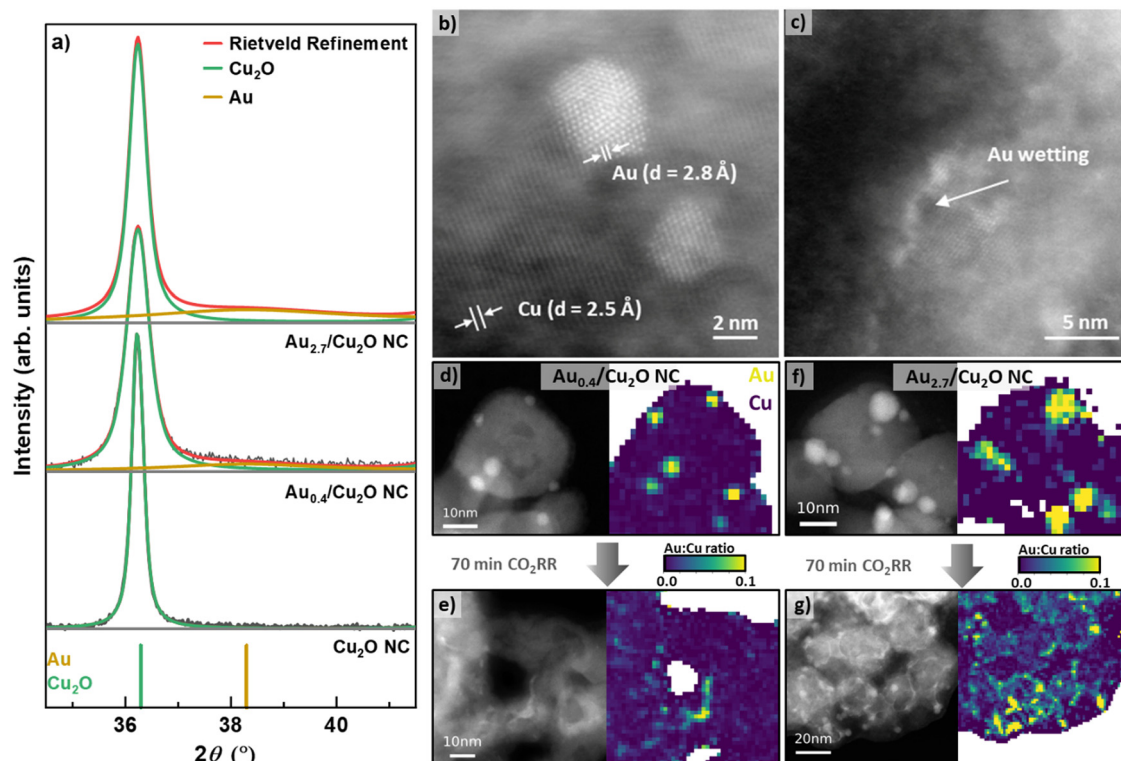 a)
Rietveld Refinement
Cu₂O
Au
Intensity (arb. units)
Au₂.₇/Cu₂O NC
Au₀.₄/Cu₂O NC
Cu₂O NC
Au
Cu₂O
36 38 40
2θ (°)
b)
Au (d = 2.8 Å)
Cu (d = 2.5 Å)
2 nm
c)
Au wetting
5 nm
d)
Au₀.₄/Cu₂O NC
Au
Cu
10nm
f)
Au₂.₇/Cu₂O NC
10nm
70 min CO₂RR
Au:Cu ratio
0.0 0.1
70 min CO₂RR
Au:Cu ratio
0.0 0.1
e)
10nm
g)
20nm